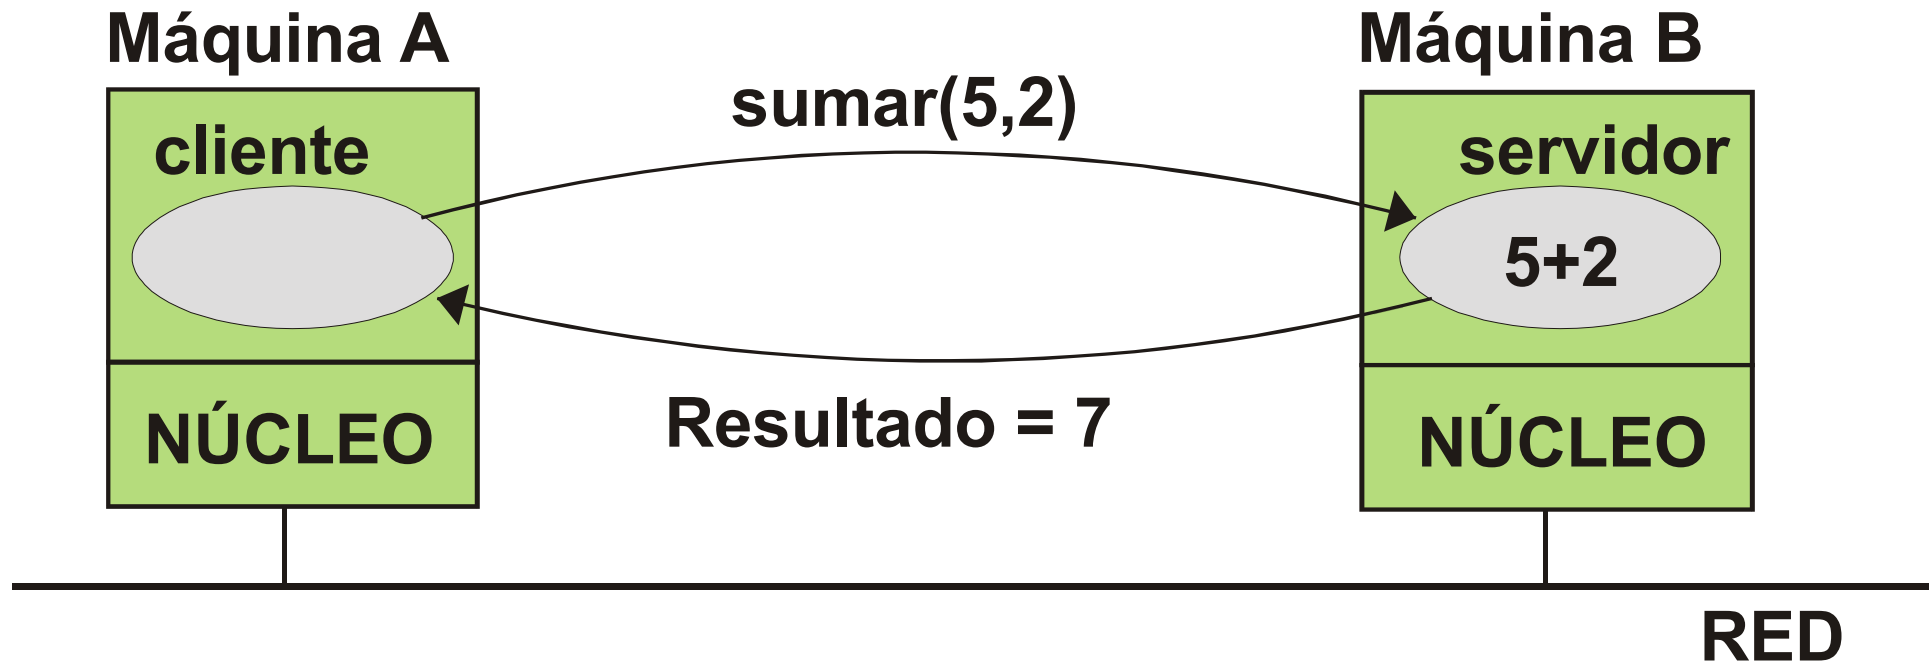 Máquina A
Máquina B
sumar(5,2)
cliente
servidor
5+2
Resultado = 7
NÚCLEO
NÚCLEO
RED